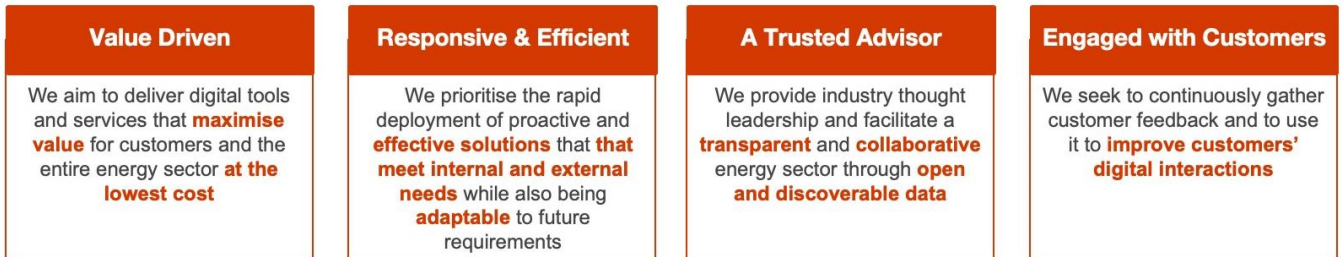 Value Driven
We aim to deliver digital tools
and services that maximise
value for customers and the
entire energy sector at the
lowest cost
Responsive & Efficient
We prioritise the rapid
deployment of proactive and
effective solutions that that
meet internal and external
needs while also being
adaptable to future
requirements
A Trusted Advisor
We provide industry thought
leadership and facilitate a
transparent and collaborative
energy sector through open
and discoverable data
Engaged with Customers
We seek to continuously gather
customer feedback and to use
it to improve customers’
digital interactions